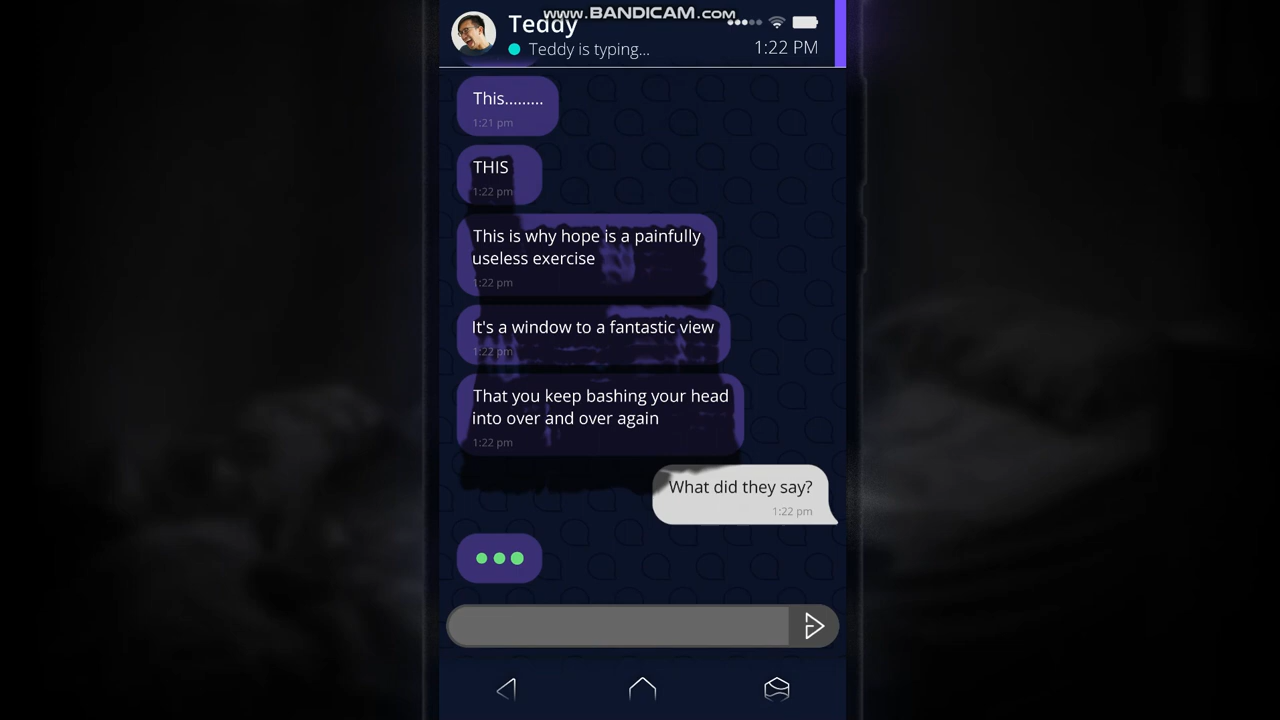 www.BANDICAM.com
Teddy
Teddy is typing...
1:22 PM
This.........
1:21 pm
THIS
1:22 pm
This is why hope is a painfully
useless exercise
1:22 pm
It's a window to a fantastic view
1:22 pm
That you keep bashing your head
into over and over again
1:22 pm
What did they say?
1:22 pm